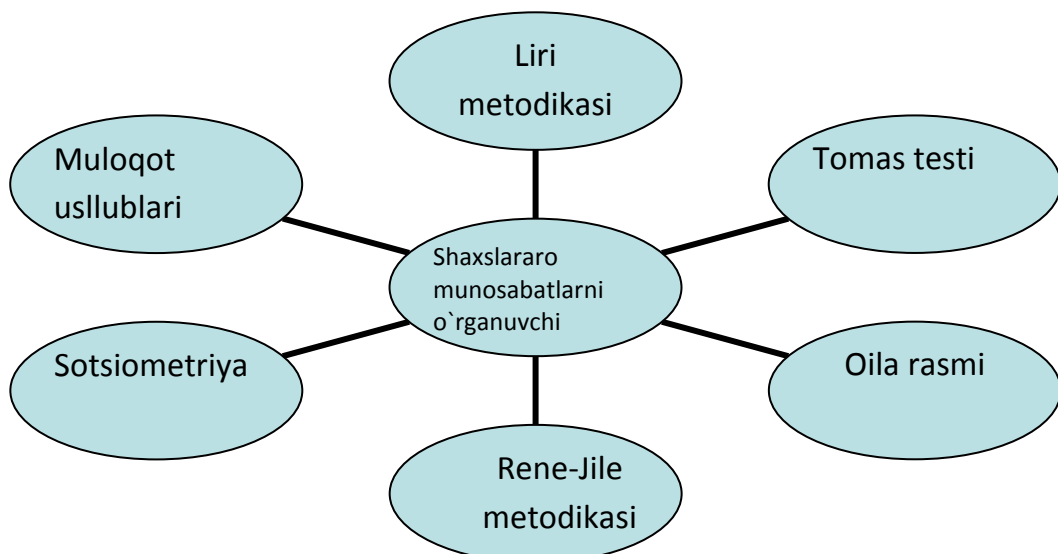 Liri
metodikasi
Muloqot
usllublari
Tomas testi
Shaxslararo
munosabatlarni
o`rganuvchi
Sotsiometriya
Oila rasmi
Rene-Jile
metodikasi